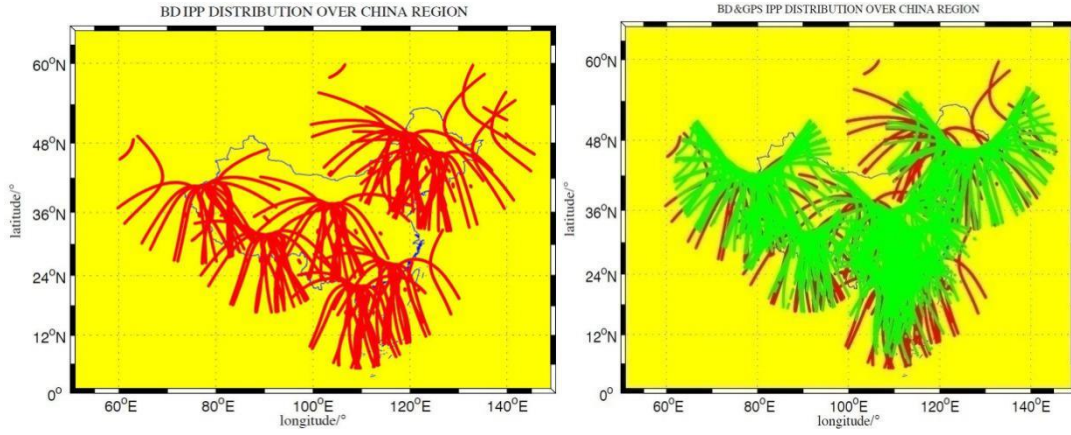 BD IPP DISTRIBUTION OVER CHINA REGION
60°N
48°N
36°N
24°N
12°N
0°
latitude/°
60°E 80°E 100°E 120°E 140°E
longitude/°
BD&GPS IPP DISTRIBUTION OVER CHINA REGION
60°N
48°N
36°N
24°N
12°N
0°
latitude/°
60°E 80°E 100°E 120°E 140°E
longitude/°